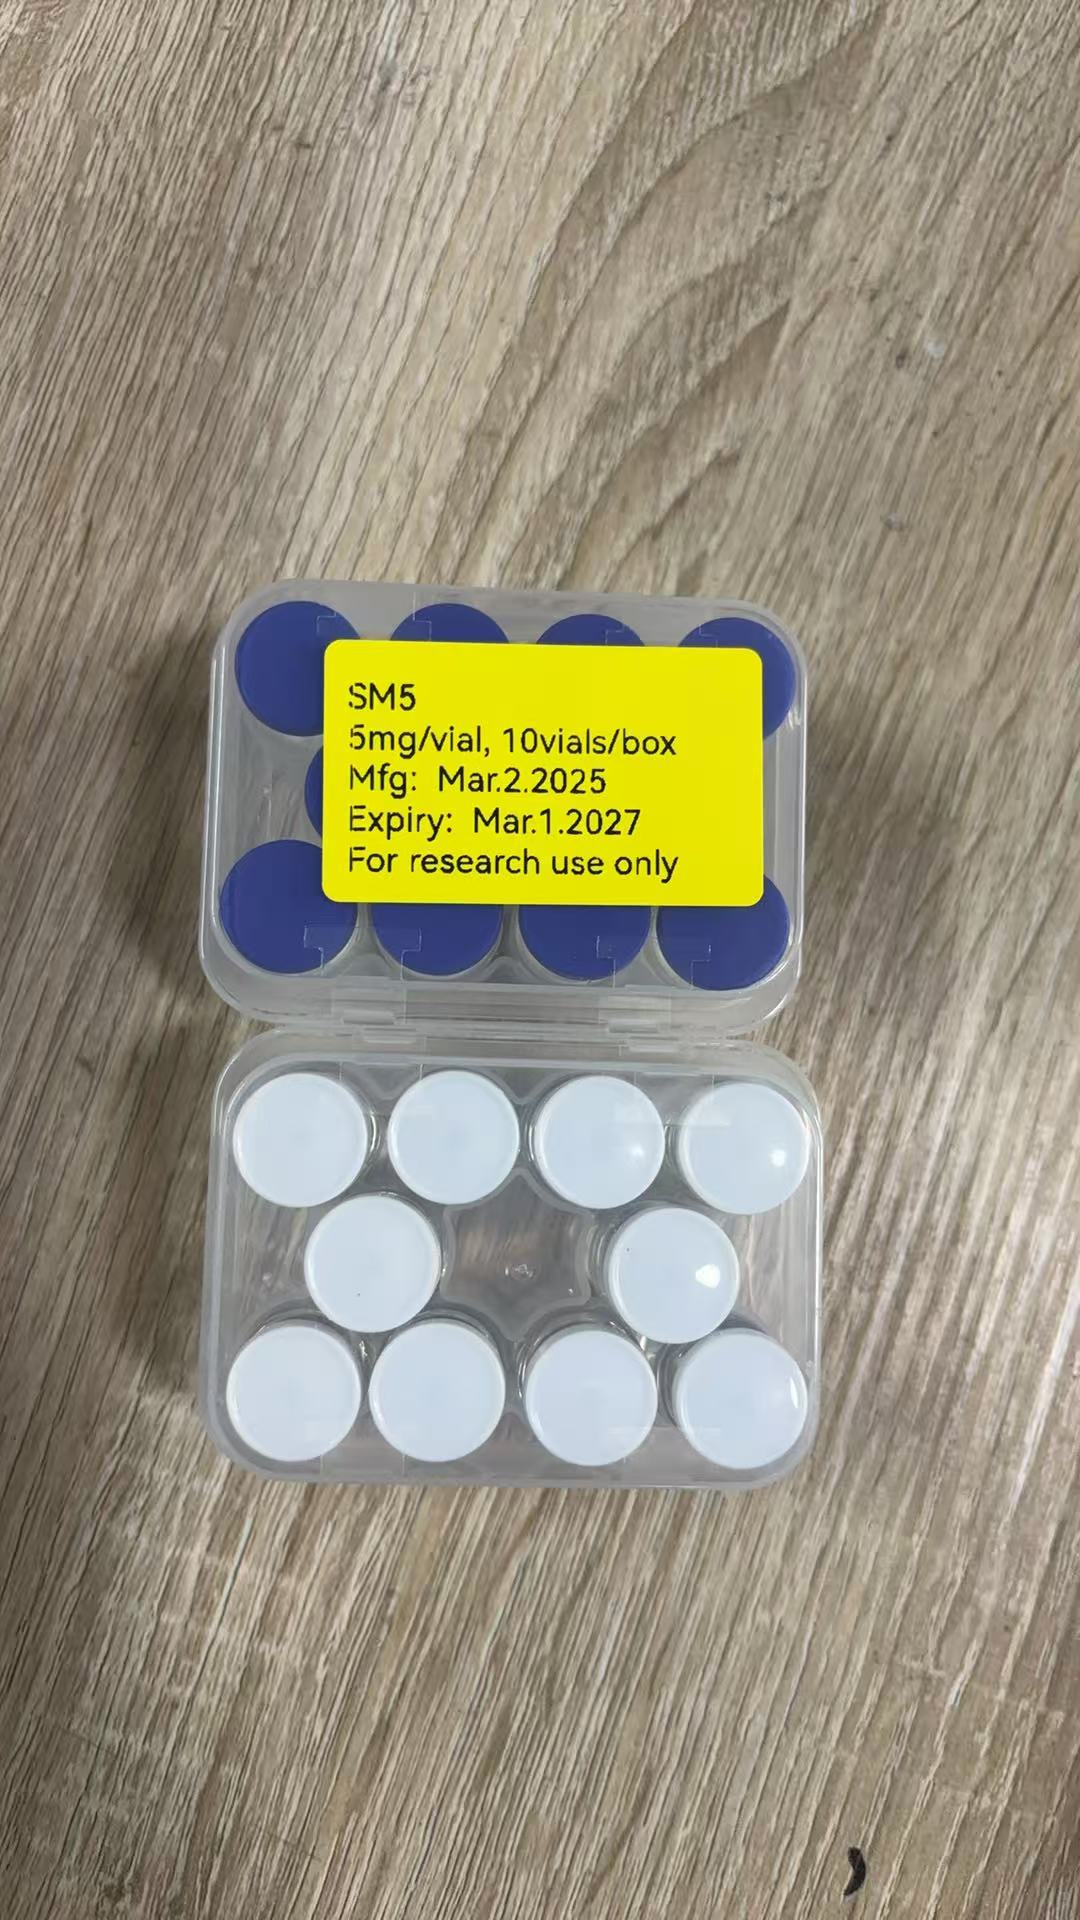 SM5
5mg/vial, 10vials/box
Mfg: Mar.2.2025
Expiry: Mar.1.2027
For research use only